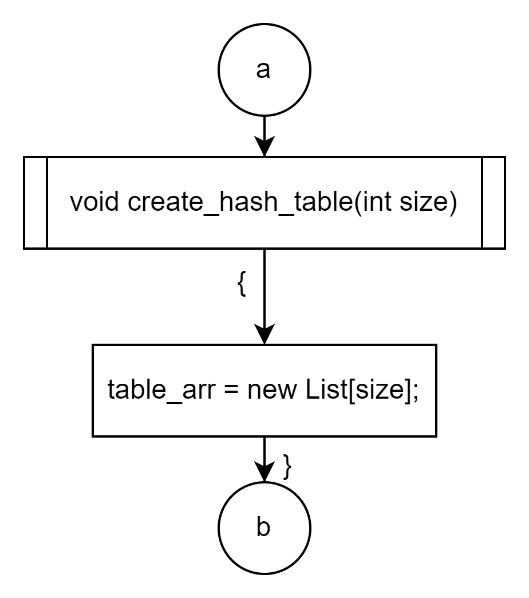 a
void create_hash_table(int size)
{
table_arr = new List[size];
}
b